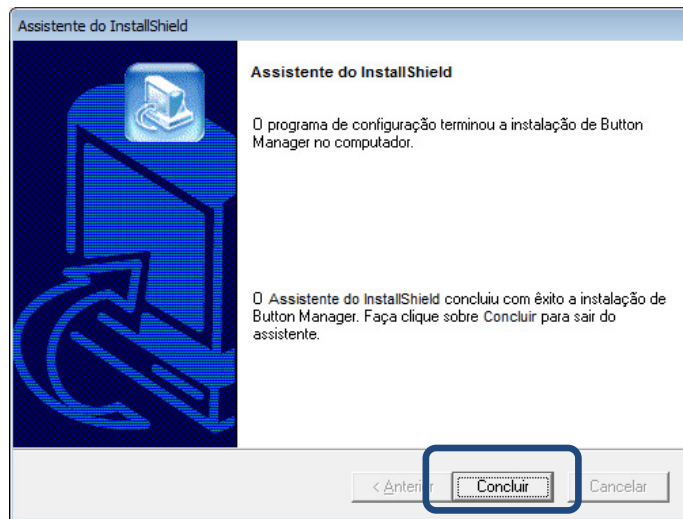 Assistente do InstallShield
Assistente do InstallShield
O programa de configuração terminou a instalação de Button
Manager no computador.
O Assistente do InstallShield concluiu com êxito a instalação de
Button Manager. Faça clique sobre Concluir para sair do
assistente.
< Anterior
Concluir
Cancelar